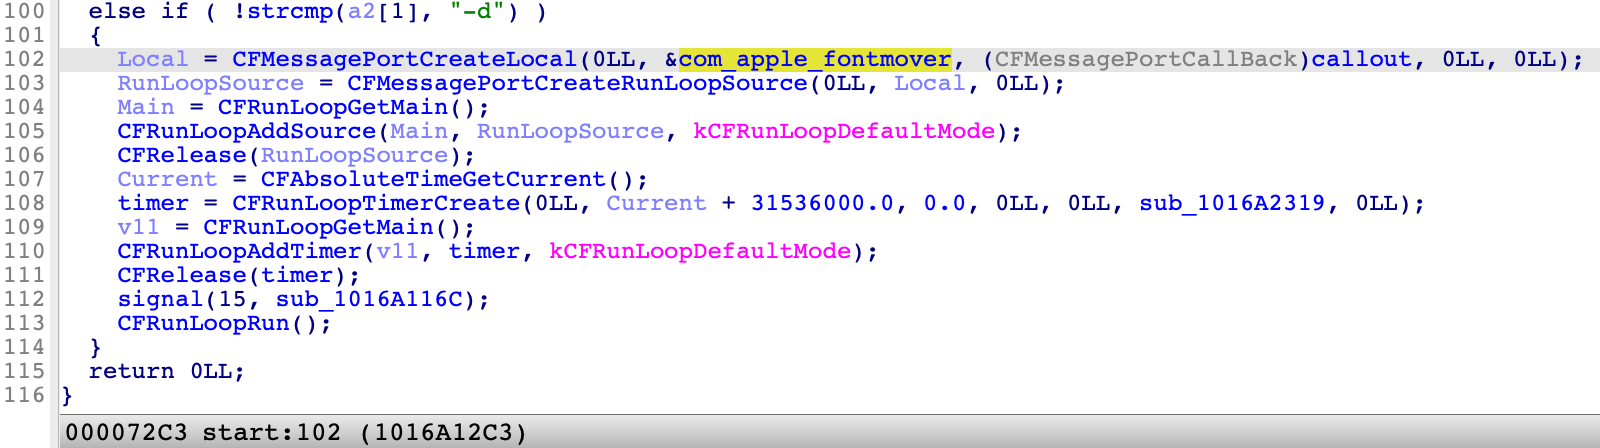 100   else if ( !strcmp(a2[1], "-d") )
101   {
102     Local = CFMessagePortCreateLocal(0LL, &com_apple_fontmover, (CFMessagePortCallBack)callout, 0LL, 0LL);
103     RunLoopSource = CFMessagePortCreateRunLoopSource(0LL, Local, 0LL);
104     Main = CFRunLoopGetMain();
105     CFRunLoopAddSource(Main, RunLoopSource, kCFRunLoopDefaultMode);
106     CFRelease(RunLoopSource);
107     Current = CFAbsoluteTimeGetCurrent();
108     timer = CFRunLoopTimerCreate(0LL, Current + 31536000.0, 0.0, 0LL, 0LL, sub_1016A2319, 0LL);
109     v11 = CFRunLoopGetMain();
110     CFRunLoopAddTimer(v11, timer, kCFRunLoopDefaultMode);
111     CFRelease(timer);
112     signal(15, sub_1016A116C);
113     CFRunLoopRun();
114   }
115   return 0LL;
116 }
000072C3 start:102 (1016A12C3)